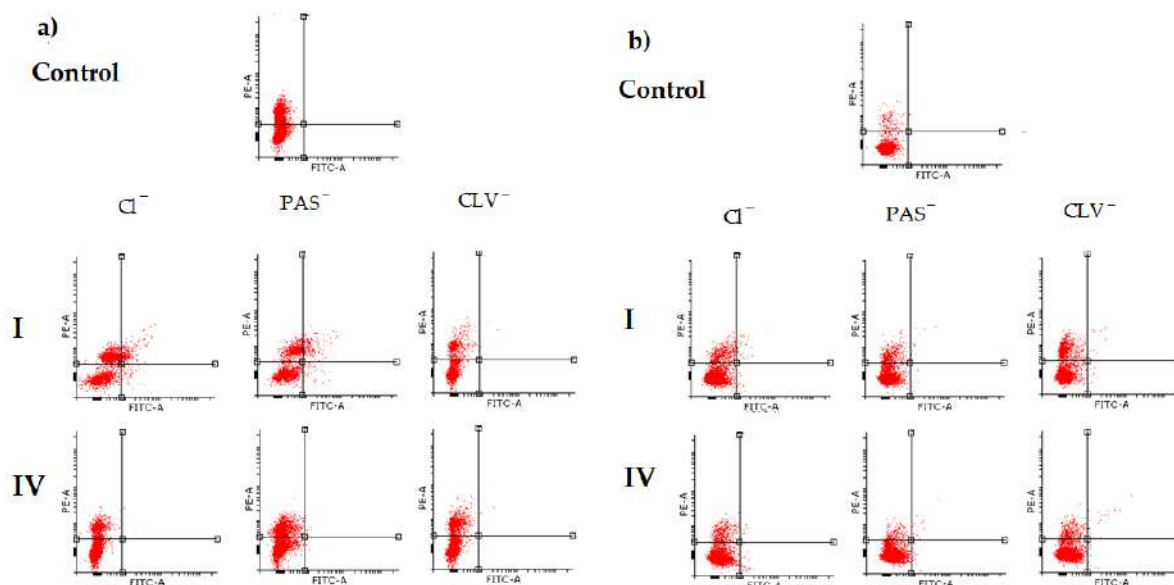 a)
Control
PE-A
FITC-A
b)
Control
PE-A
FITC-A
Cl⁻
PAS⁻
CLV⁻
Cl⁻
PAS⁻
CLV⁻
I
PE-A
FITC-A
PE-A
FITC-A
PE-A
FITC-A
I
PE-A
FITC-A
PE-A
FITC-A
PE-A
FITC-A
IV
PE-A
FITC-A
PE-A
FITC-A
PE-A
FITC-A
IV
PE-A
FITC-A
PE-A
FITC-A
PE-A
FITC-A